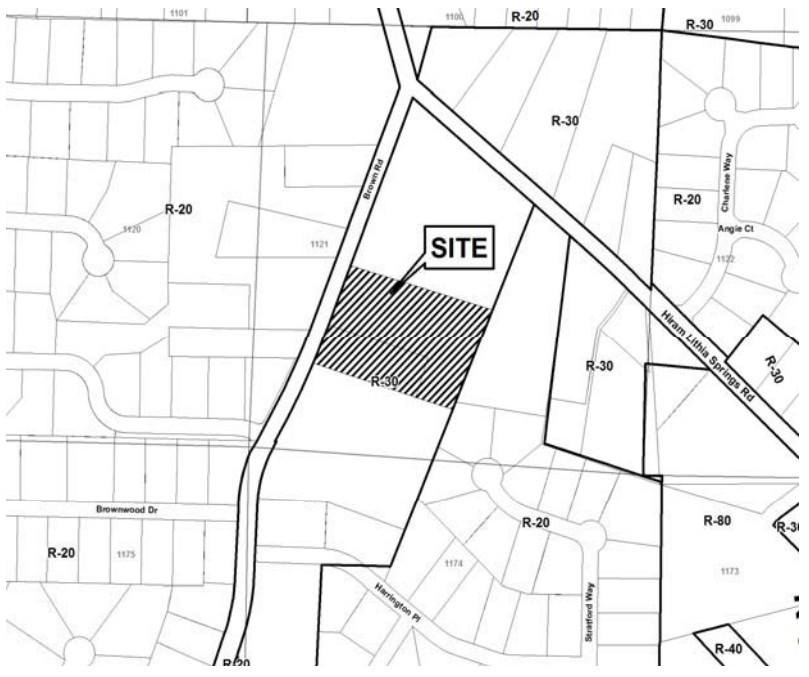 1101
1100
R-20
R-30
1099
R-30
Brown Rd
Charlene Way
R-20
R-20
1120
Angie Ct
1121
SITE
1122
Hiram Lithia Springs Rd
R-30
R-30
R-30
Brownwood Dr
R-20
R-80
R-20
1175
1174
1173
Harrington Pl
Stratford Way
R-40
R-20